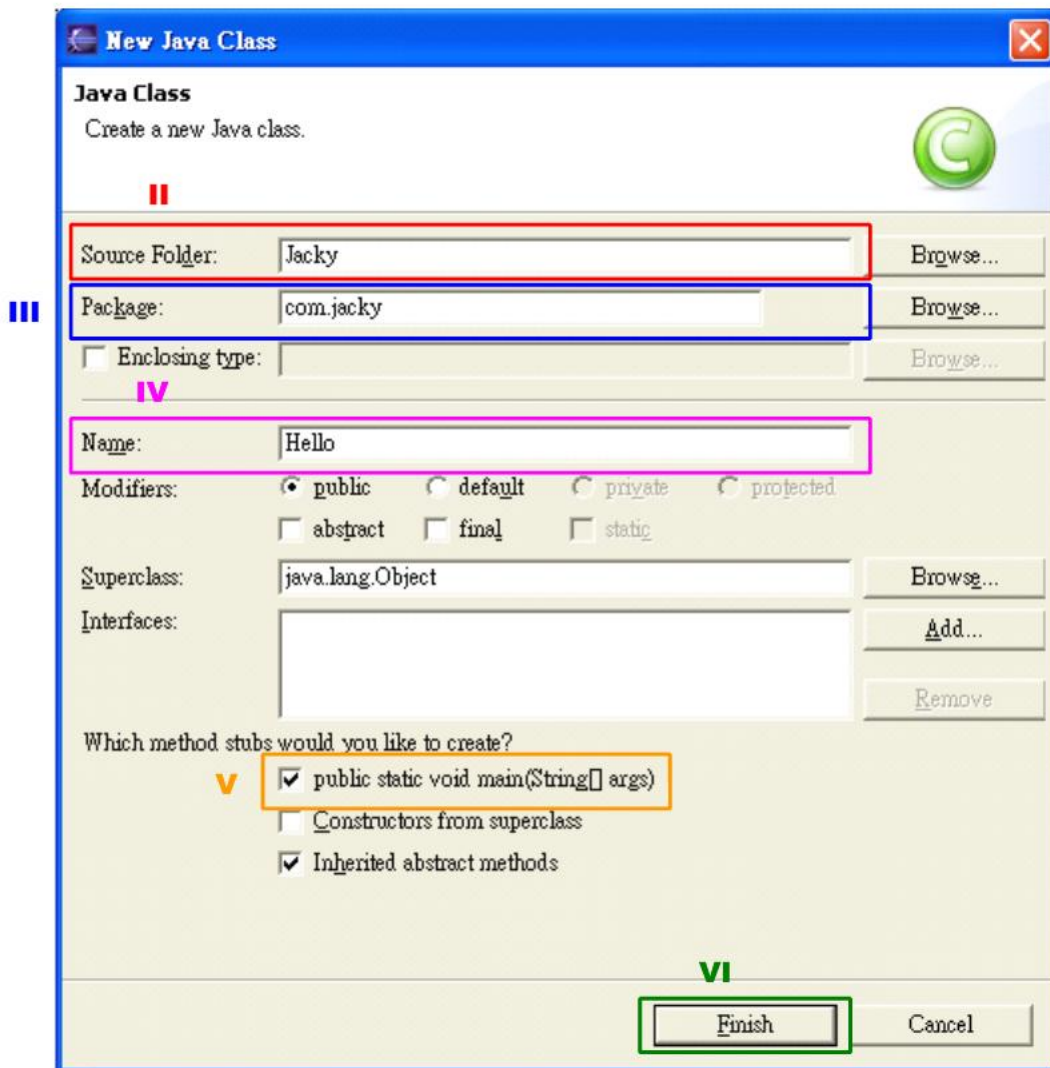 New Java Class
Java Class
Create a new Java class.
II
Source Folder: Jacky Browse...
III Package: com.jacky Browse...
Enclosing type: Browse...
IV
Name: Hello
Modifiers: public default private protected
abstract final static
Superclass: java.lang.Object Browse...
Interfaces: Add...
Remove
Which method stubs would you like to create?
V public static void main(String[] args)
Constructors from superclass
Inherited abstract methods
VI
Finish Cancel